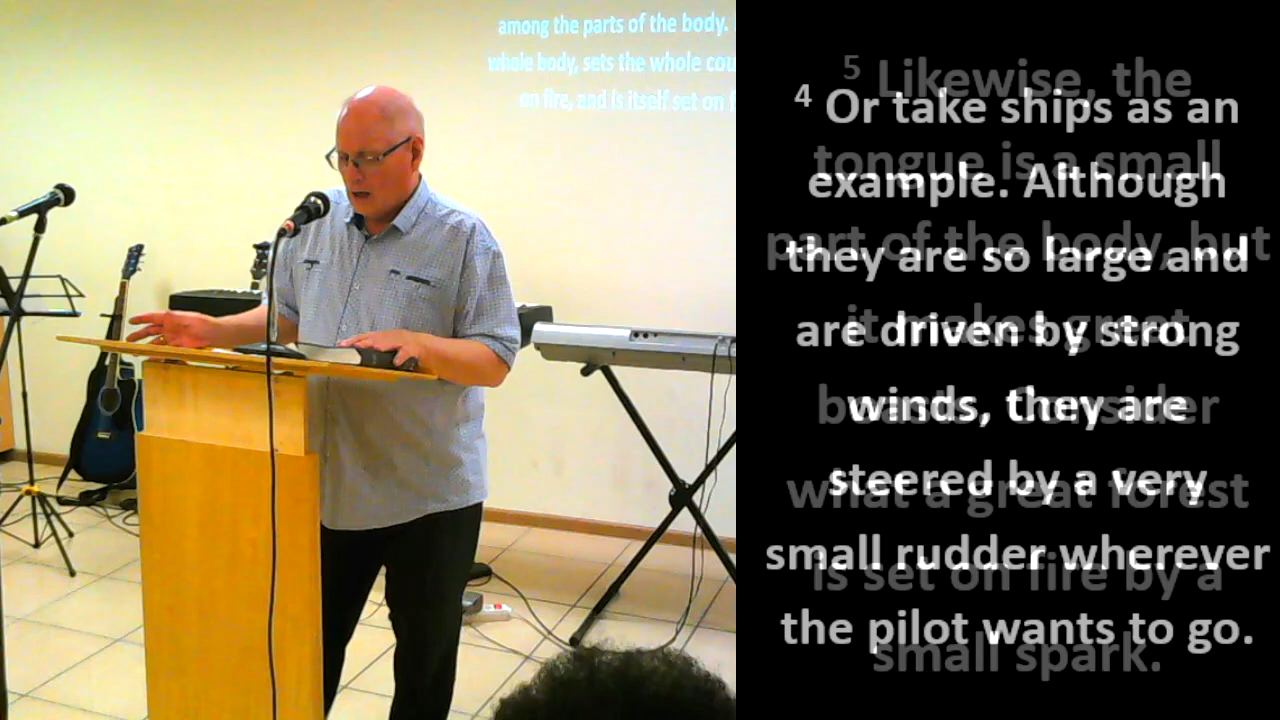 among the parts of the body.
whole body, sets the whole cou
on fire, and is itself set on f
4 Or take ships as an
example. Although
they are so large and
are driven by strong
winds, they are
steered by a very
small rudder wherever
the pilot wants to go.
5 Likewise, the
tongue is a small
part of the body, but
it makes great
boasts. Consider
what a great forest
is set on fire by a
small spark.